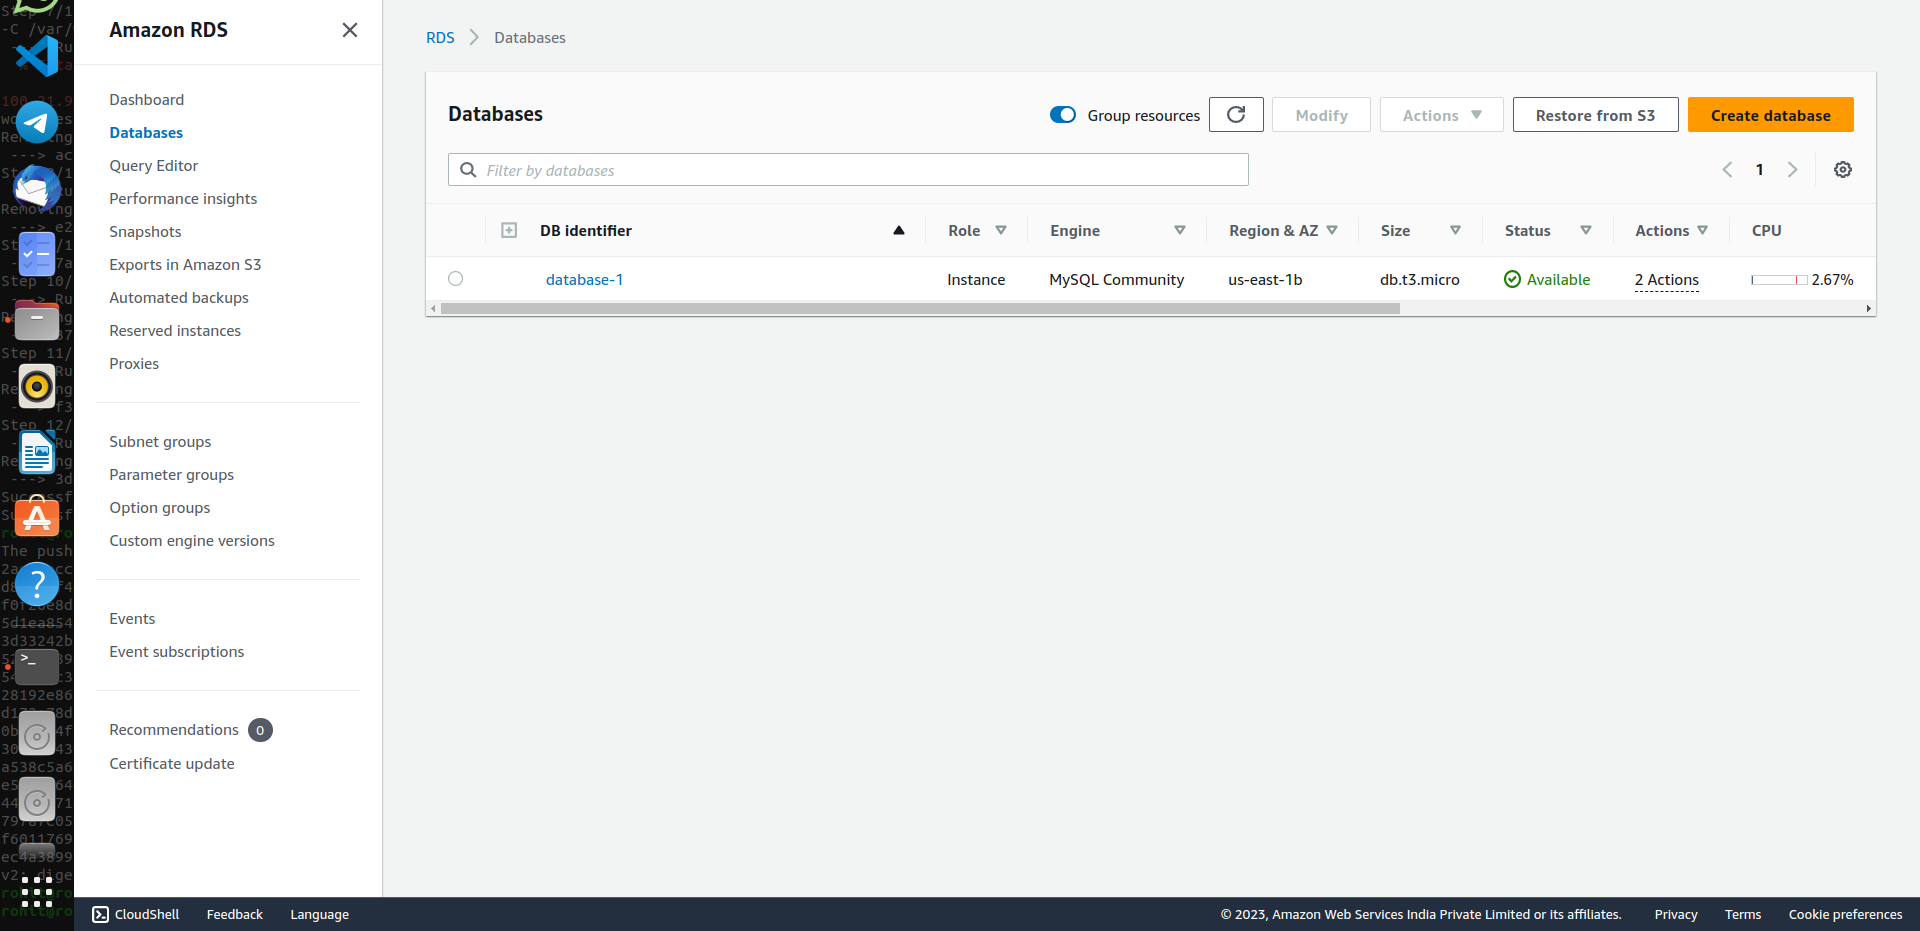 Amazon RDS
Dashboard
Databases
Query Editor
Performance insights
Snapshots
Exports in Amazon S3
Automated backups
Reserved instances
Proxies
Subnet groups
Parameter groups
Option groups
Custom engine versions
Events
Event subscriptions
Recommendations 0
Certificate update
RDS Databases
Databases
Group resources
Modify
Actions
Restore from S3
Create database
Filter by databases
1
DB identifier Role Engine Region & AZ Size Status Actions CPU
database-1 Instance MySQL Community us-east-1b db.t3.micro Available 2 Actions 2.67%
CloudShell Feedback Language © 2023, Amazon Web Services India Private Limited or its affiliates. Privacy Terms Cookie preferences